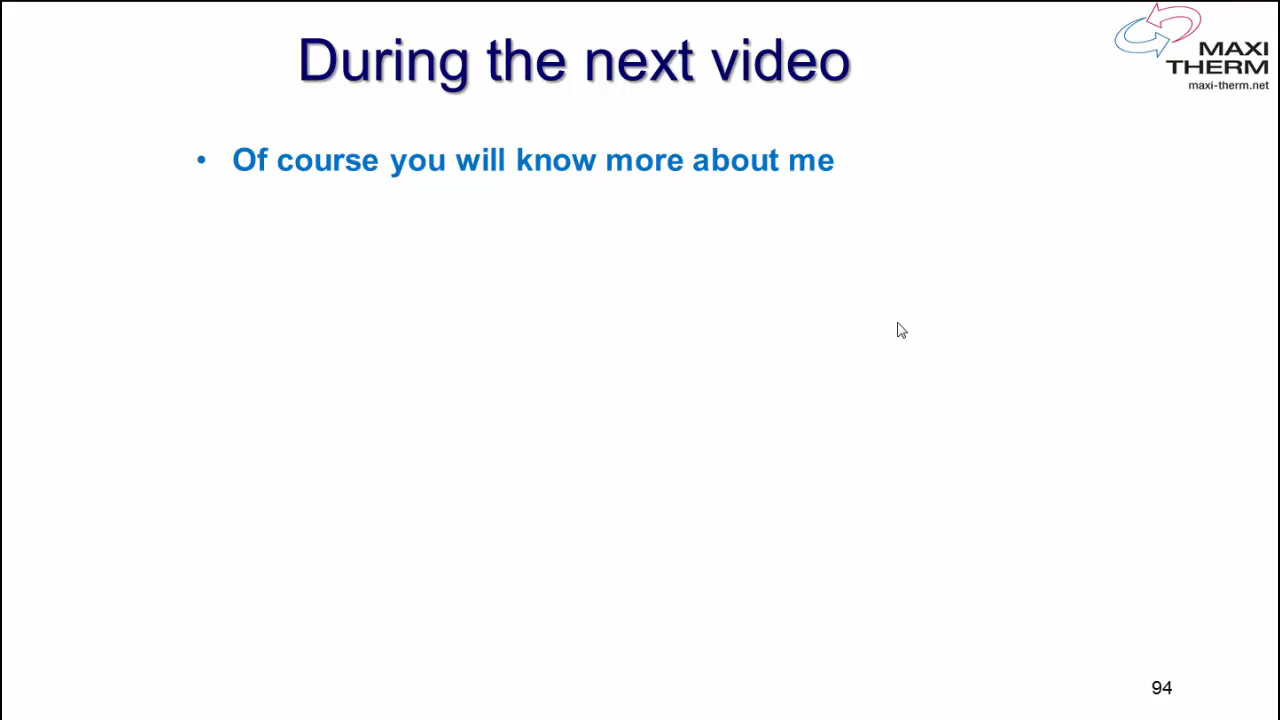 During the next video
MAXI
THERM
maxi-therm.net
• Of course you will know more about me
94